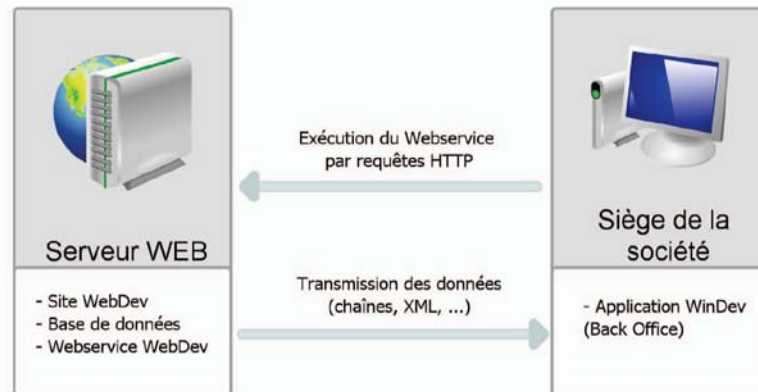 Exécution du Webservice
par requêtes HTTP
Serveur WEB
Siège de la
société
- Site WebDev
- Base de données
- Webservice WebDev
Transmission des données
(chaînes, XML, ...)
- Application WinDev
(Back Office)